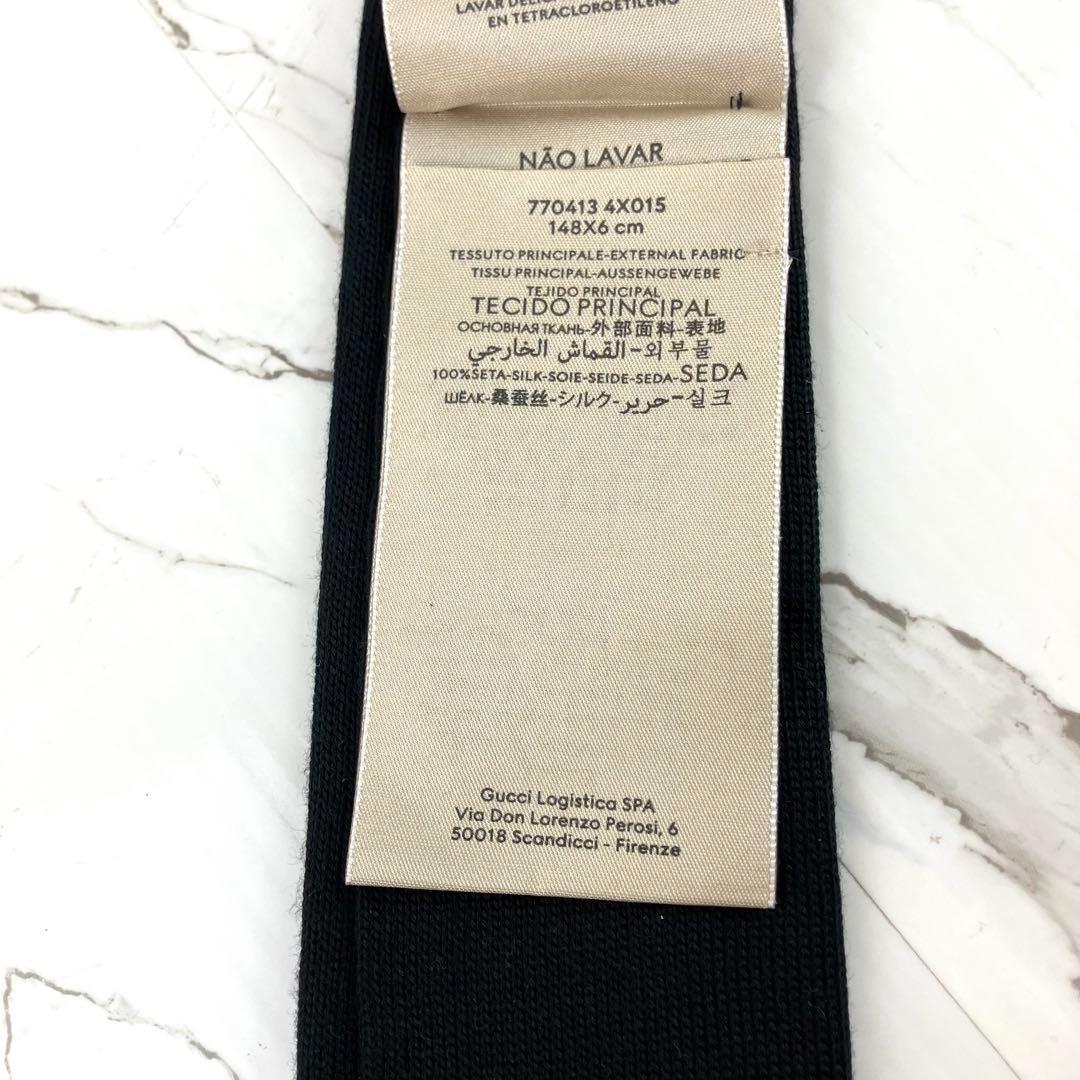 LAVAR
EN TETRACLOROETILENO
NÃO LAVAR
770413 4X015
148X6 cm
TESSUTO PRINCIPALE-EXTERNAL FABRIC
TISSU PRINCIPAL-AUSSENGEWEBE
TEJIDO PRINCIPAL
TECIDO PRINCIPAL
ОСНОВНАЯ ТКАНЬ-外部面料-表地
القماش الخارجي-외부물
100%SETA-SILK-SOIE-SEIDE-SEDA-SEDA
ШЁЛК-桑蚕丝-シルク-حرير-실크
Gucci Logistica SPA
Via Don Lorenzo Perosi, 6
50018 Scandicci - Firenze